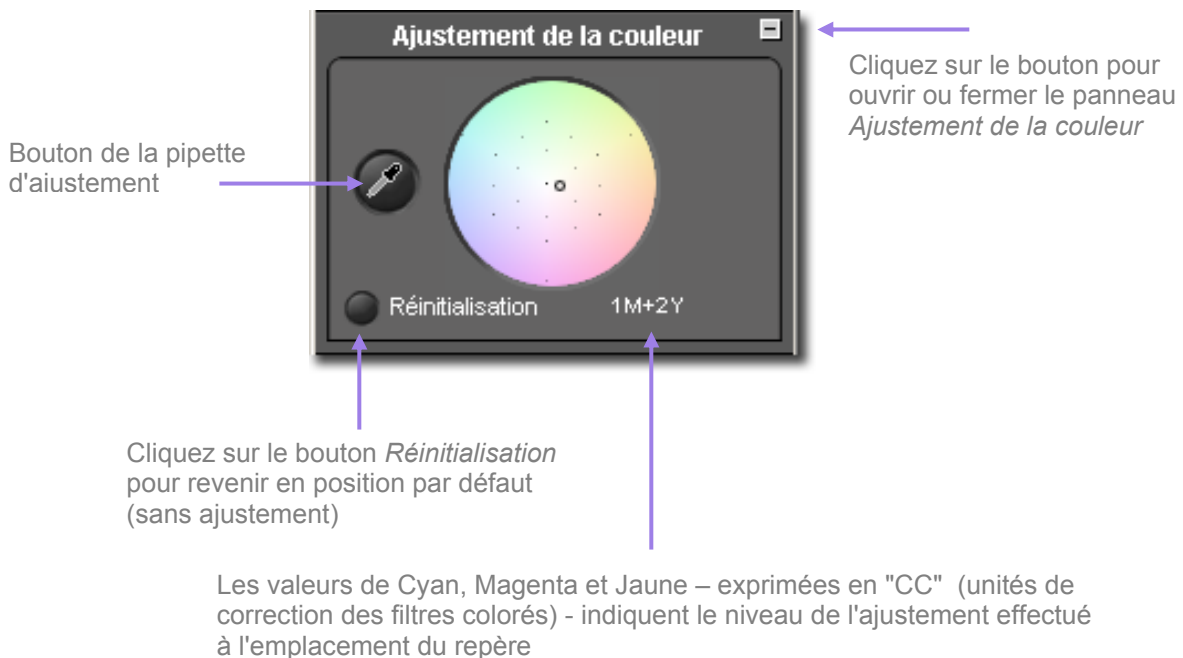 Ajustement de la couleur
Cliquez sur le bouton pour
ouvrir ou fermer le panneau
Ajustement de la couleur
Bouton de la pipette
d'aiustement
Réinitialisation 1M+2Y
Cliquez sur le bouton Réinitialisation
pour revenir en position par défaut
(sans ajustement)
Les valeurs de Cyan, Magenta et Jaune – exprimées en "CC" (unités de
correction des filtres colorés) - indiquent le niveau de l'ajustement effectué
à l'emplacement du repère